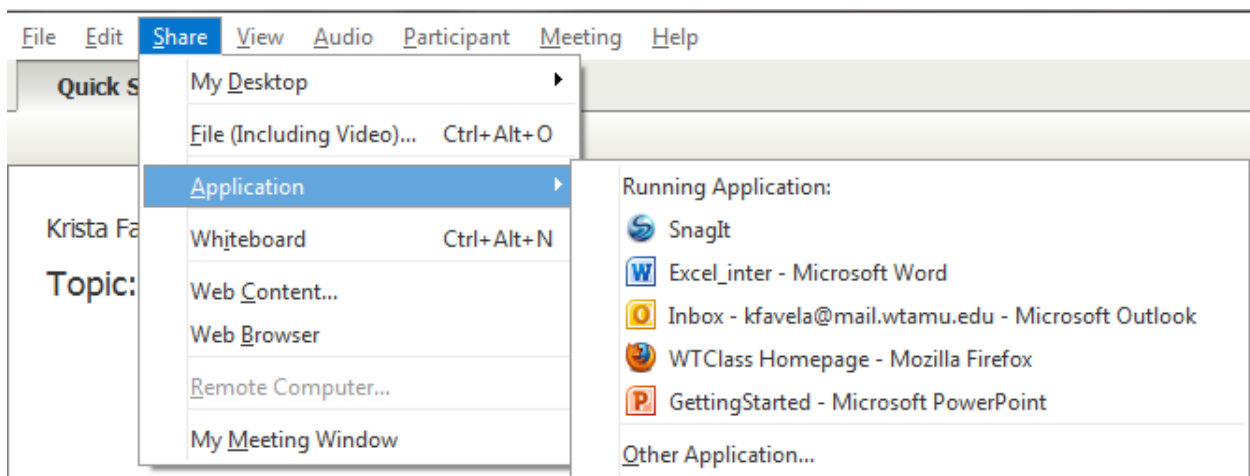 File Edit Share View Audio Participant Meeting Help
Quick S
My Desktop
File (Including Video)... Ctrl+Alt+O
Application
Whiteboard Ctrl+Alt+N
Web Content...
Web Browser
Remote Computer...
My Meeting Window
Running Application:
SnagIt
Excel_inter - Microsoft Word
Inbox - kfavela@mail.wtamu.edu - Microsoft Outlook
WTClass Homepage - Mozilla Firefox
GettingStarted - Microsoft PowerPoint
Other Application...
Krista Fa
Topic: